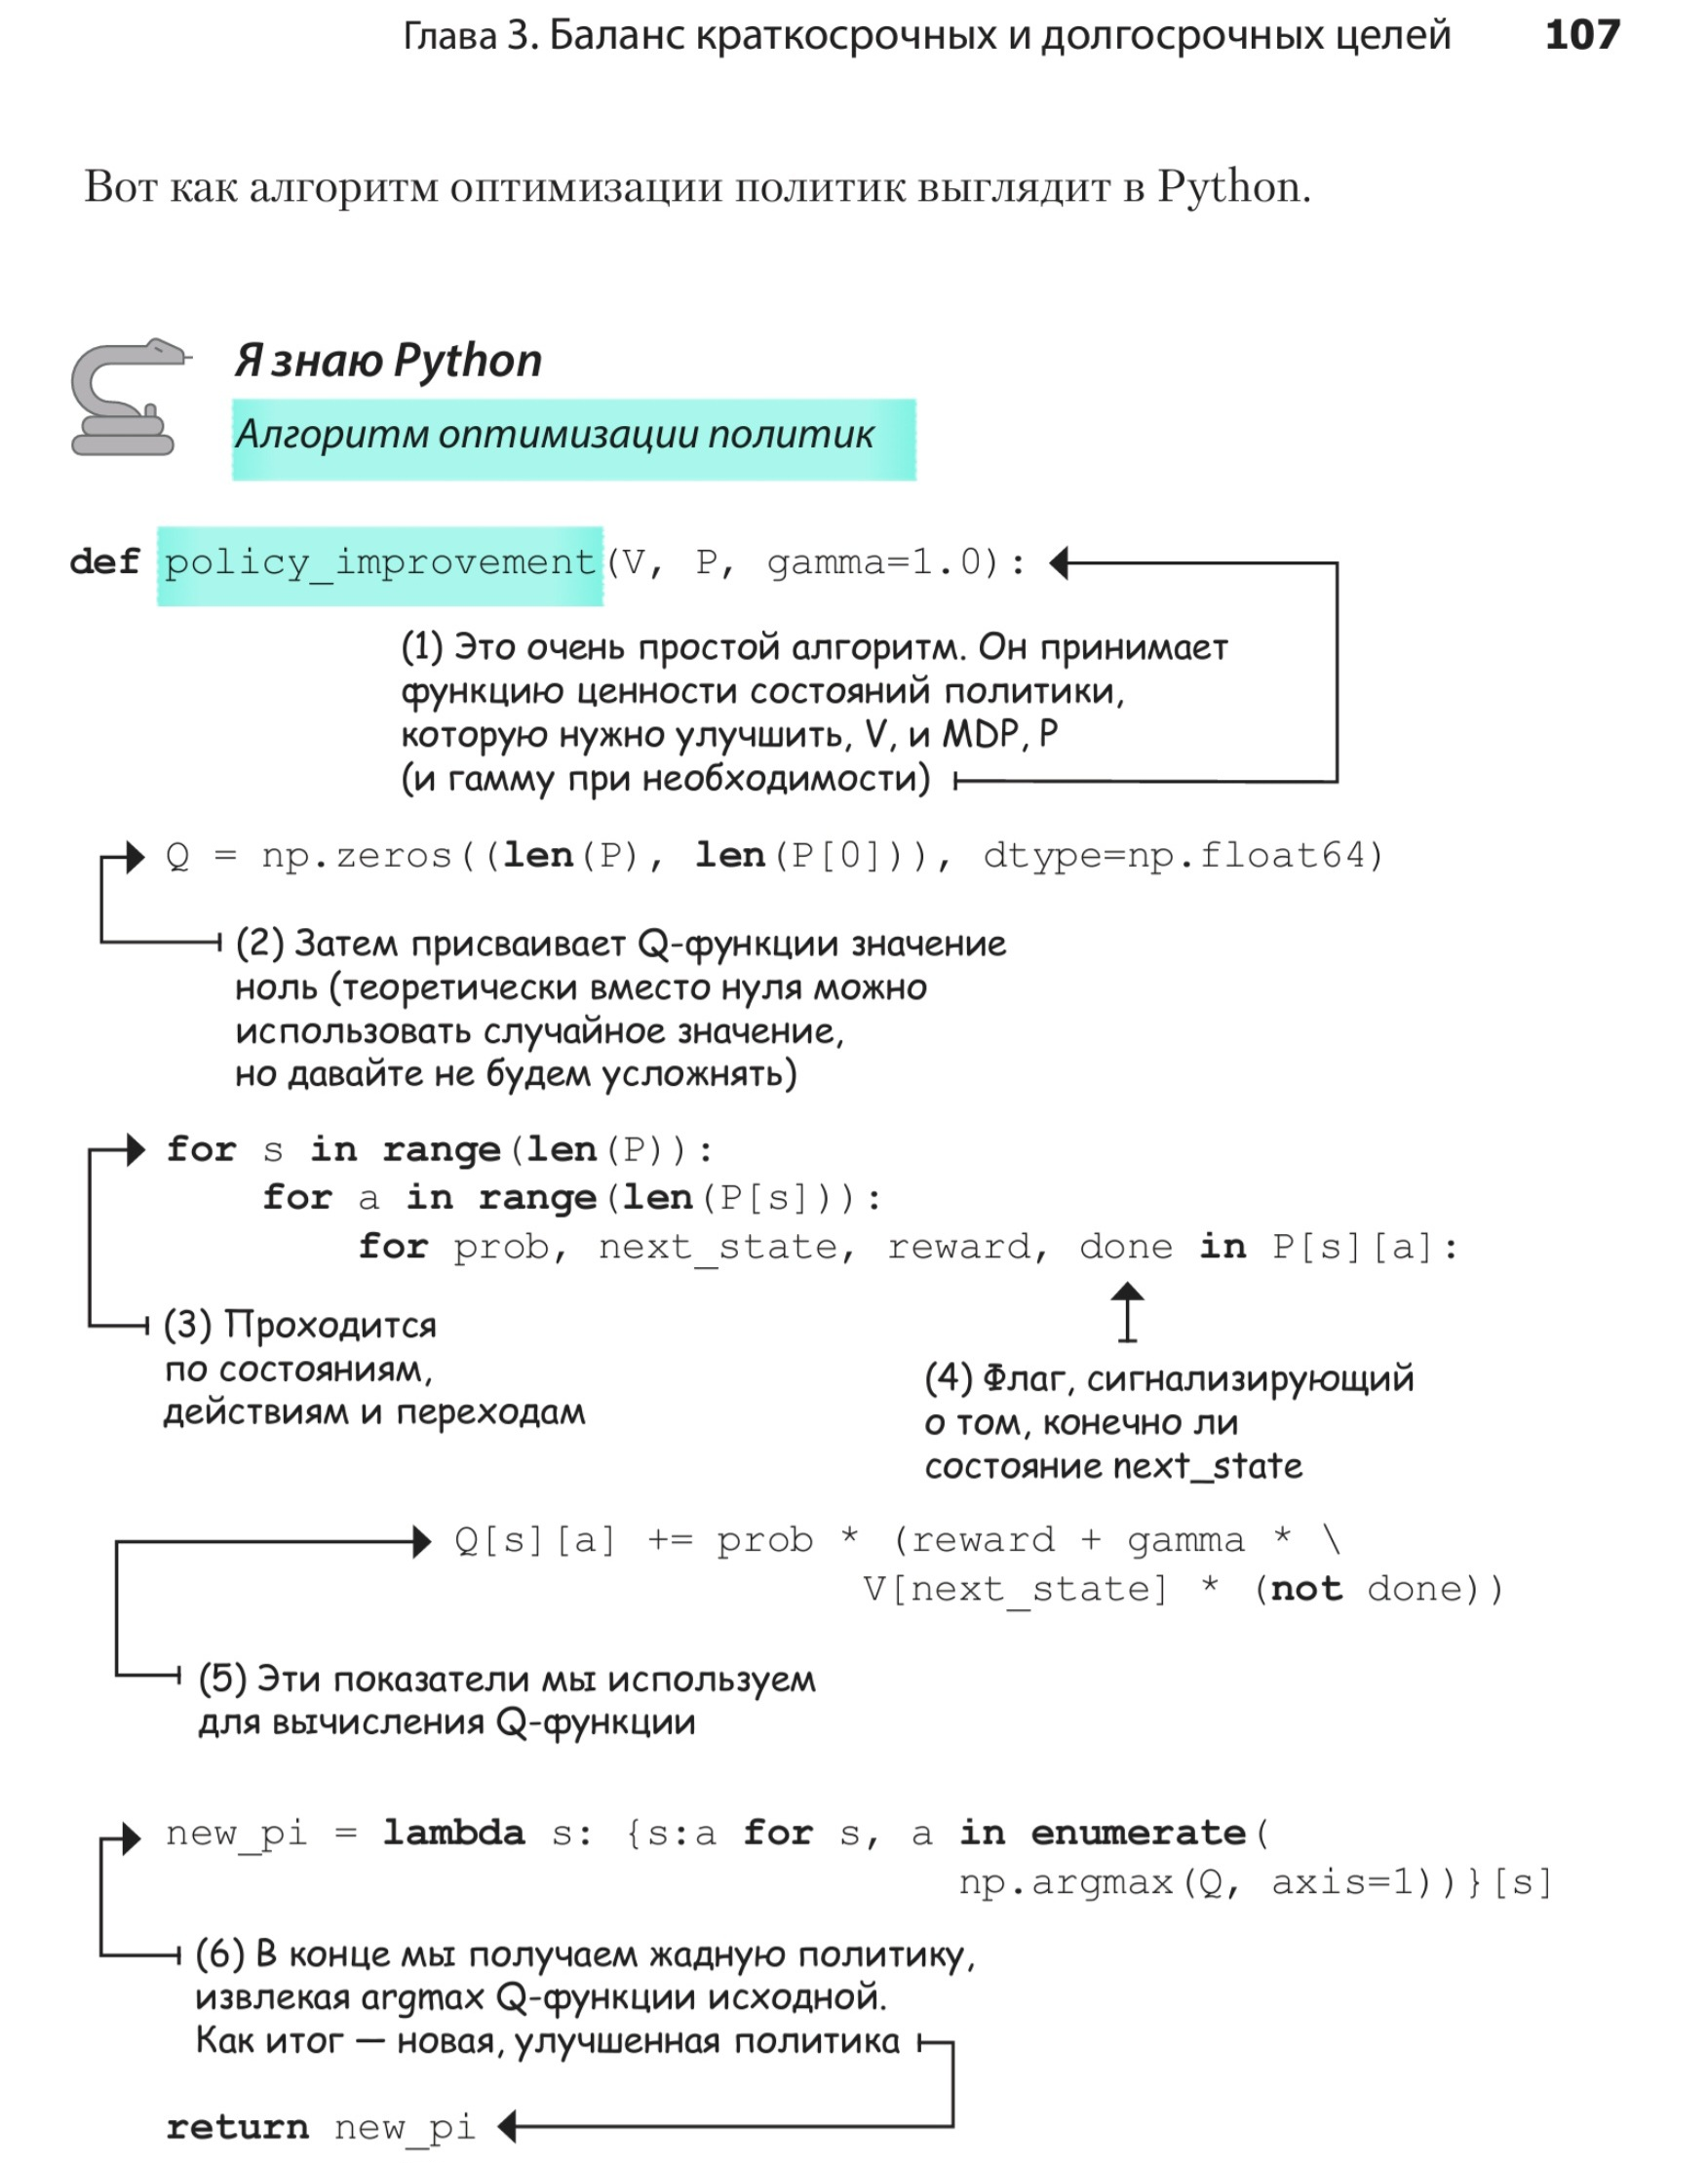 Глава 3. Баланс краткосрочных и долгосрочных целей 107
Вот как алгоритм оптимизации политик выглядит в Python.
Я знаю Python
Алгоритм оптимизации политик
def policy_improvement(V, P, gamma=1.0):
(1) Это очень простой алгоритм. Он принимает
функцию ценности состояний политики,
которую нужно улучшить, V, и MDP, P
(и гамму при необходимости)
Q = np.zeros((len(P), len(P[0])), dtype=np.float64)
(2) Затем присваивает Q-функции значение
ноль (теоретически вместо нуля можно
использовать случайное значение,
но давайте не будем усложнять)
for s in range(len(P)):
for a in range(len(P[s])):
for prob, next_state, reward, done in P[s][a]:
(3) Проходится
по состояниям,
действиям и переходам
(4) Флаг, сигнализирующий
о том, конечно ли
состояние next_state
Q[s][a] += prob * (reward + gamma * \
V[next_state] * (not done))
(5) Эти показатели мы используем
для вычисления Q-функции
new_pi = lambda s: {s:a for s, a in enumerate(
np.argmax(Q, axis=1))}[s]
(6) В конце мы получаем жадную политику,
извлекая argmax Q-функции исходной.
Как итог — новая, улучшенная политика
return new_pi